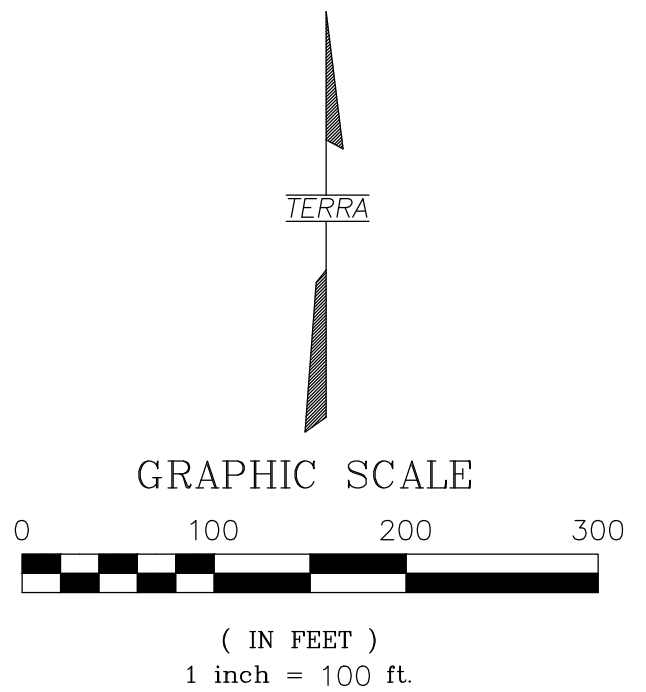 TERRA
GRAPHIC SCALE
0 100 200 300
( IN FEET )
1 inch = 100 ft.